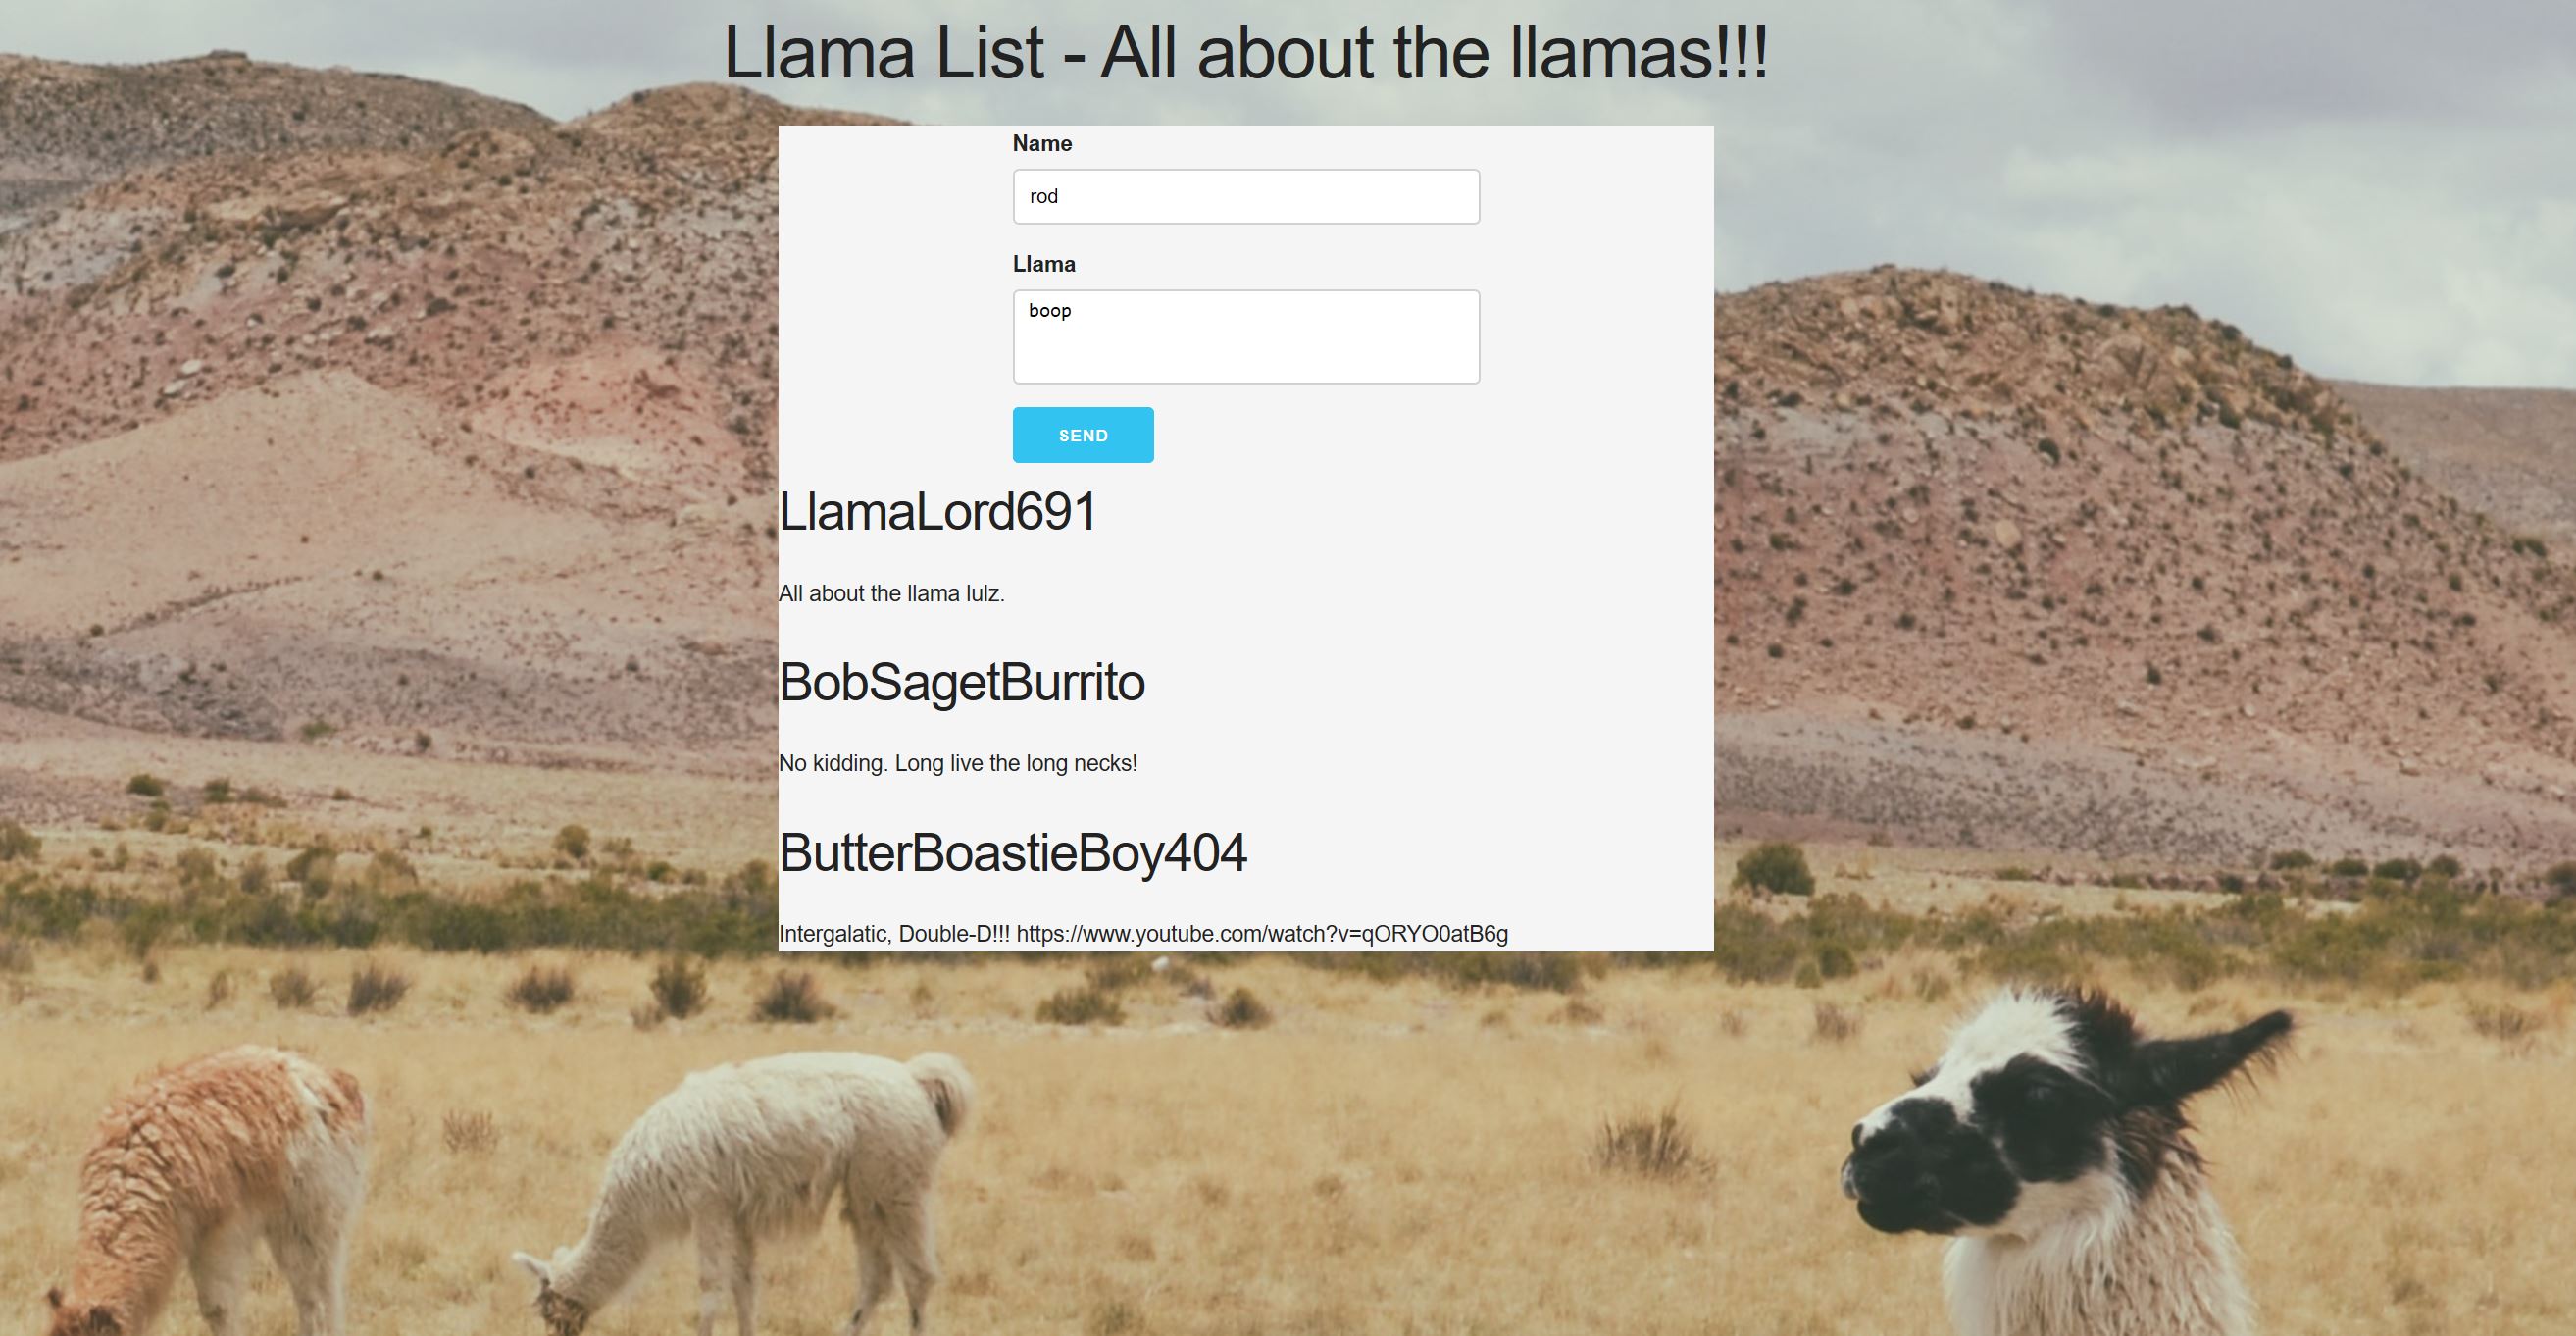 Llama List - All about the llamas!!!
Name
rod
Llama
boop
SEND
LlamaLord691
All about the llama lulz.
BobSagetBurrito
No kidding. Long live the long necks!
ButterBoastieBoy404
Intergalatic, Double-D!!! https://www.youtube.com/watch?v=qORYO0atB6g